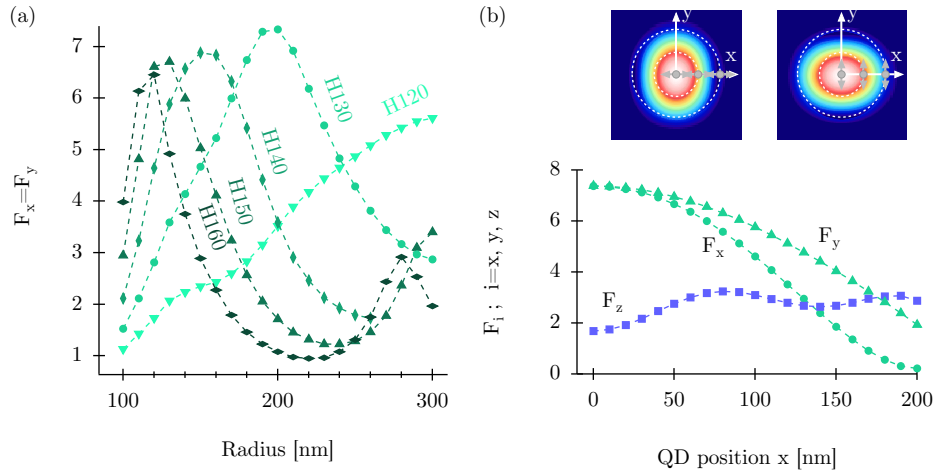 (a)
7
6
5
4
3
2
1
F_x=F_y
100
200
300
Radius [nm]
H120
H130
H140
H150
H160
(b)
y
x
y
x
8
6
4
2
0
F_i ; i=x, y, z
F_x
F_y
F_z
0
50
100
150
200
QD position x [nm]